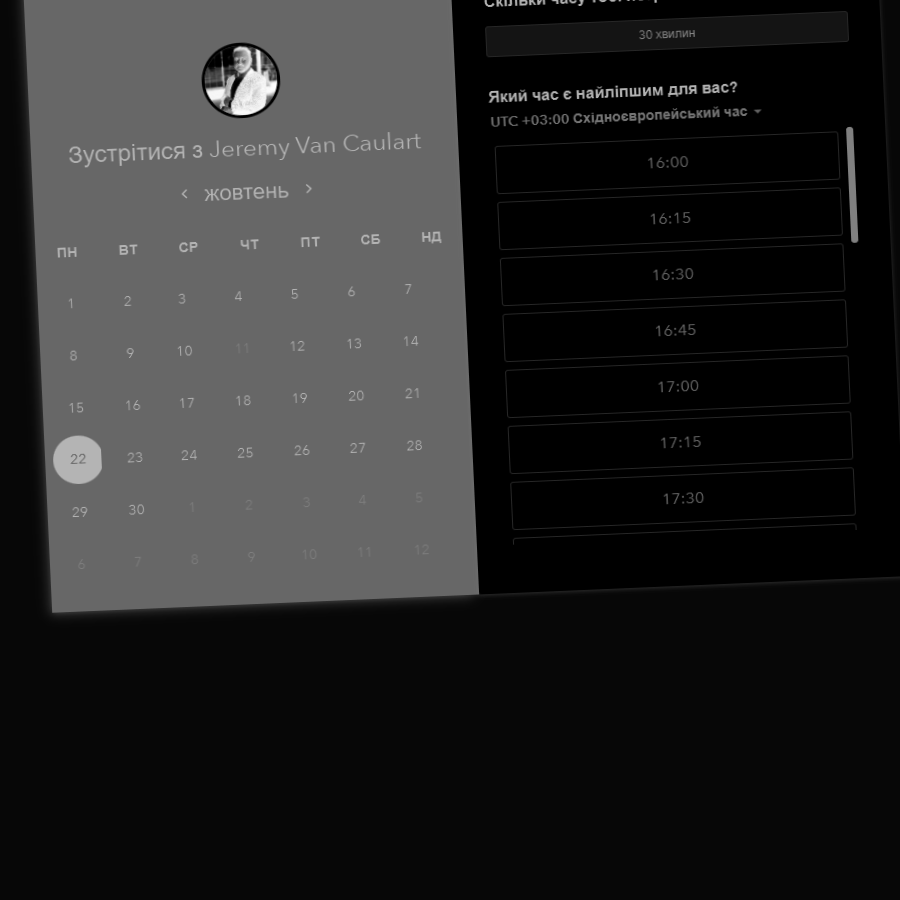 Зустрітися з Jeremy Van Caulart
‹ жовтень ›
ПН ВТ СР ЧТ ПТ СБ НД
1 2 3 4 5 6 7
8 9 10 11 12 13 14
15 16 17 18 19 20 21
22 23 24 25 26 27 28
29 30 1 2 3 4 5
6 7 8 9 10 11 12
Скільки часу
30 хвилин
Який час є найліпшим для вас?
UTC +03:00 Східноєвропейський час
16:00
16:15
16:30
16:45
17:00
17:15
17:30